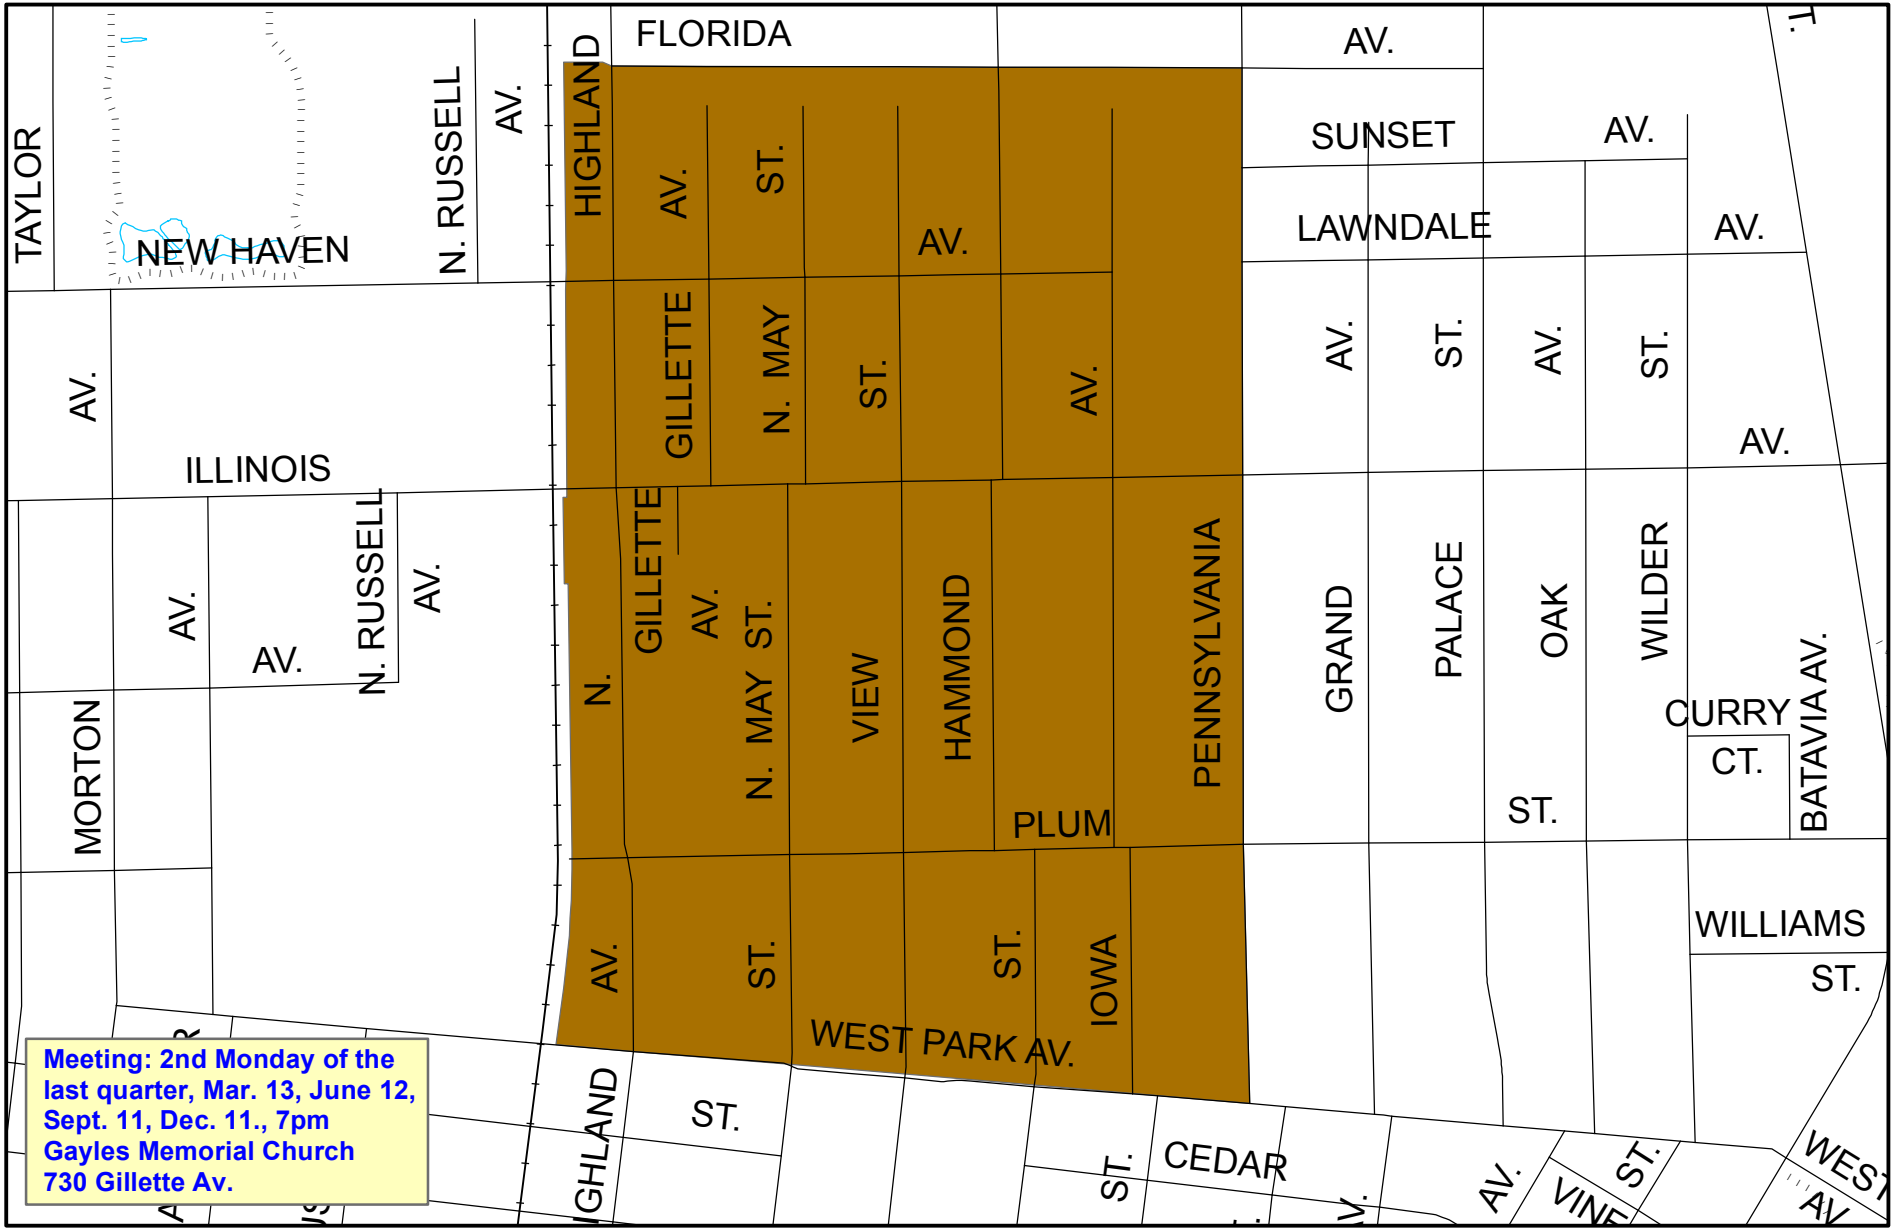 FLORIDA
AV.
T.
HIGHLAND
N. RUSSELL
AV.
TAYLOR
SUNSET
AV.
AV.
ST.
NEW HAVEN
AV.
LAWNDALE
AV.
GILLETTE
N. MAY
ST.
AV.
AV.
ST.
AV.
ST.
AV.
ILLINOIS
AV.
N. RUSSELL
AV.
AV.
AV.
GILLETTE
AV.
N. MAY ST.
VIEW
HAMMOND
PENNSYLVANIA
GRAND
PALACE
OAK
WILDER
N.
MORTON
CURRY
CT.
BATAVIA AV.
PLUM
ST.
WILLIAMS
ST.
AV.
ST.
ST.
IOWA
WEST PARK AV.
Meeting: 2nd Monday of the
last quarter, Mar. 13, June 12,
Sept. 11, Dec. 11., 7pm
Gayles Memorial Church
730 Gillette Av.
IGHLAND
ST.
ST.
CEDAR
AV.
ST.
VINE
WEST
AV
V.